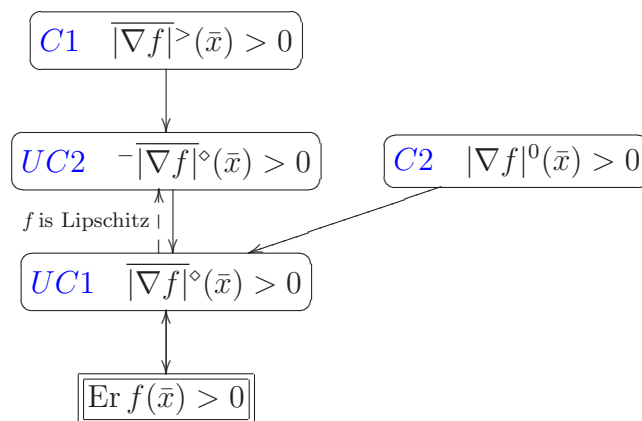 C1 $\overline{|\nabla f|}^{>}(\bar{x}) > 0$
UC2 $^{-}\overline{|\nabla f|}^{\diamond}(\bar{x}) > 0$
C2 $|\nabla f|^{0}(\bar{x}) > 0$
f is Lipschitz
UC1 $\overline{|\nabla f|}^{\diamond}(\bar{x}) > 0$
Er f($\bar{x}$) > 0